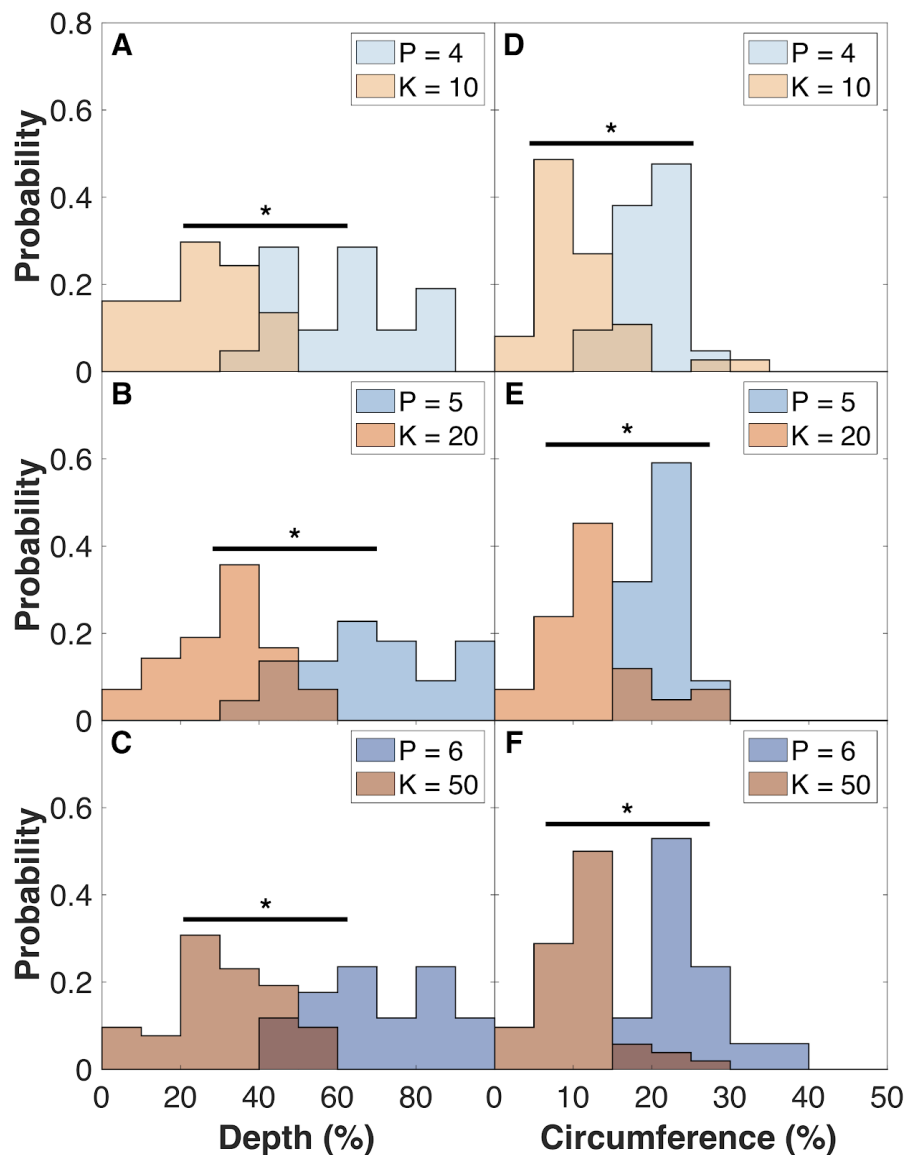 A
P = 4
K = 10
*
0.8
0.6
0.4
0.2
0
Probability
D
P = 4
K = 10
*
B
P = 5
K = 20
*
0.6
0.4
0.2
0
Probability
E
P = 5
K = 20
*
C
P = 6
K = 50
*
0.6
0.4
0.2
0
Probability
F
P = 6
K = 50
*
0 20 40 60 80 0 10 20 30 40 50
Depth (%) Circumference (%)